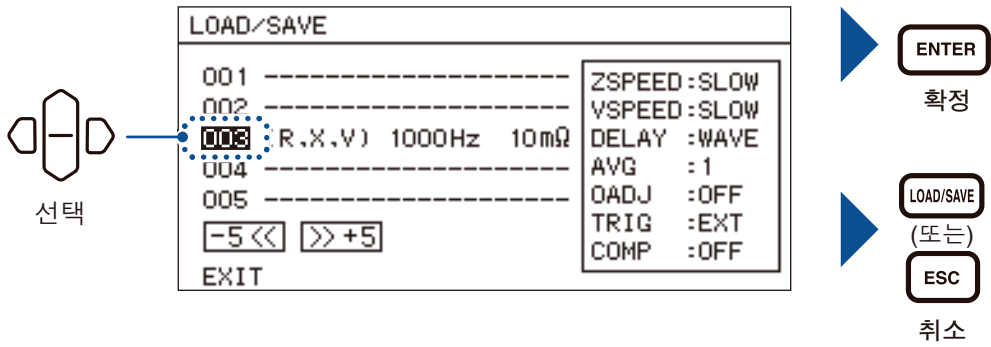 LOAD/SAVE
001 --------------------
002 --------------------
003 (R.X.V) 1000Hz 10mΩ
004 --------------------
005 --------------------
-5 << >> +5
EXIT
ZSPEED:SLOW
VSPEED:SLOW
DELAY :WAVE
AVG :1
OADJ :OFF
TRIG :EXT
COMP :OFF
선택
ENTER
확정
LOAD/SAVE
(또는)
ESC
취소